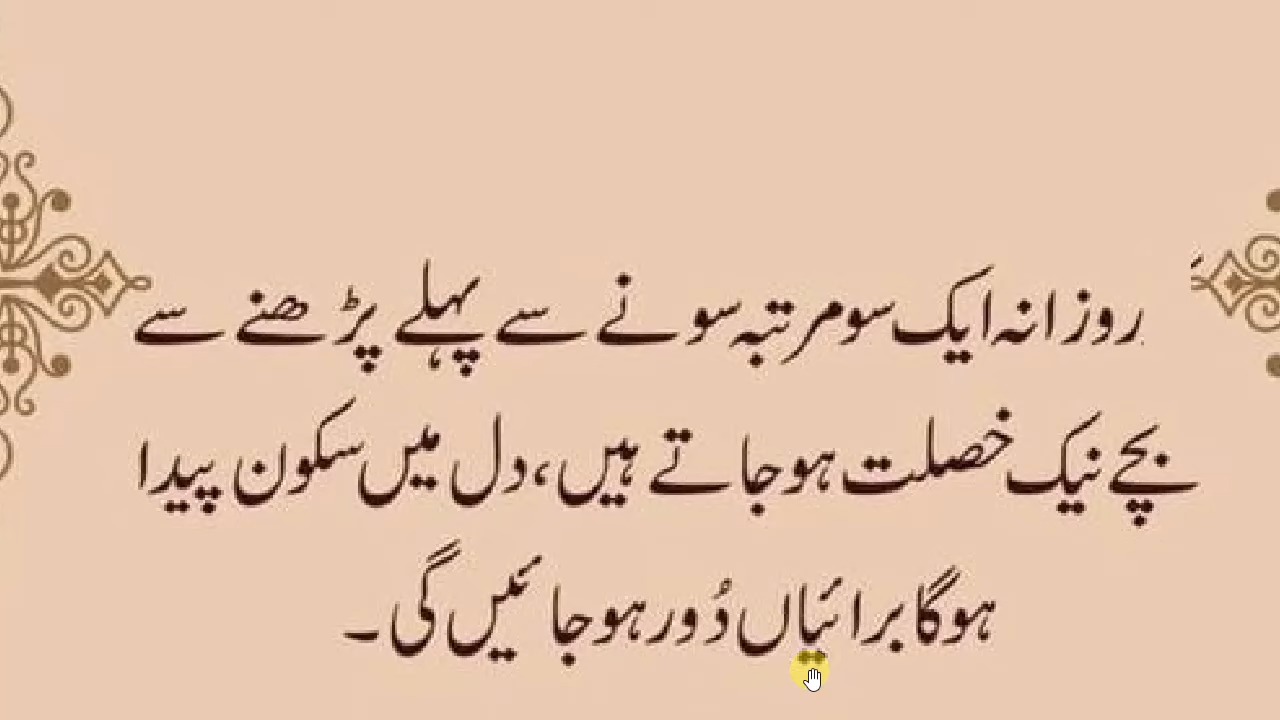 روزانہ ایک سو مرتبہ سونے سے پہلے پڑھنے سے
بچے نیک خصلت ہو جاتے ہیں، دل میں سکون پیدا
ہوگا برائیاں دُور ہو جائیں گی۔